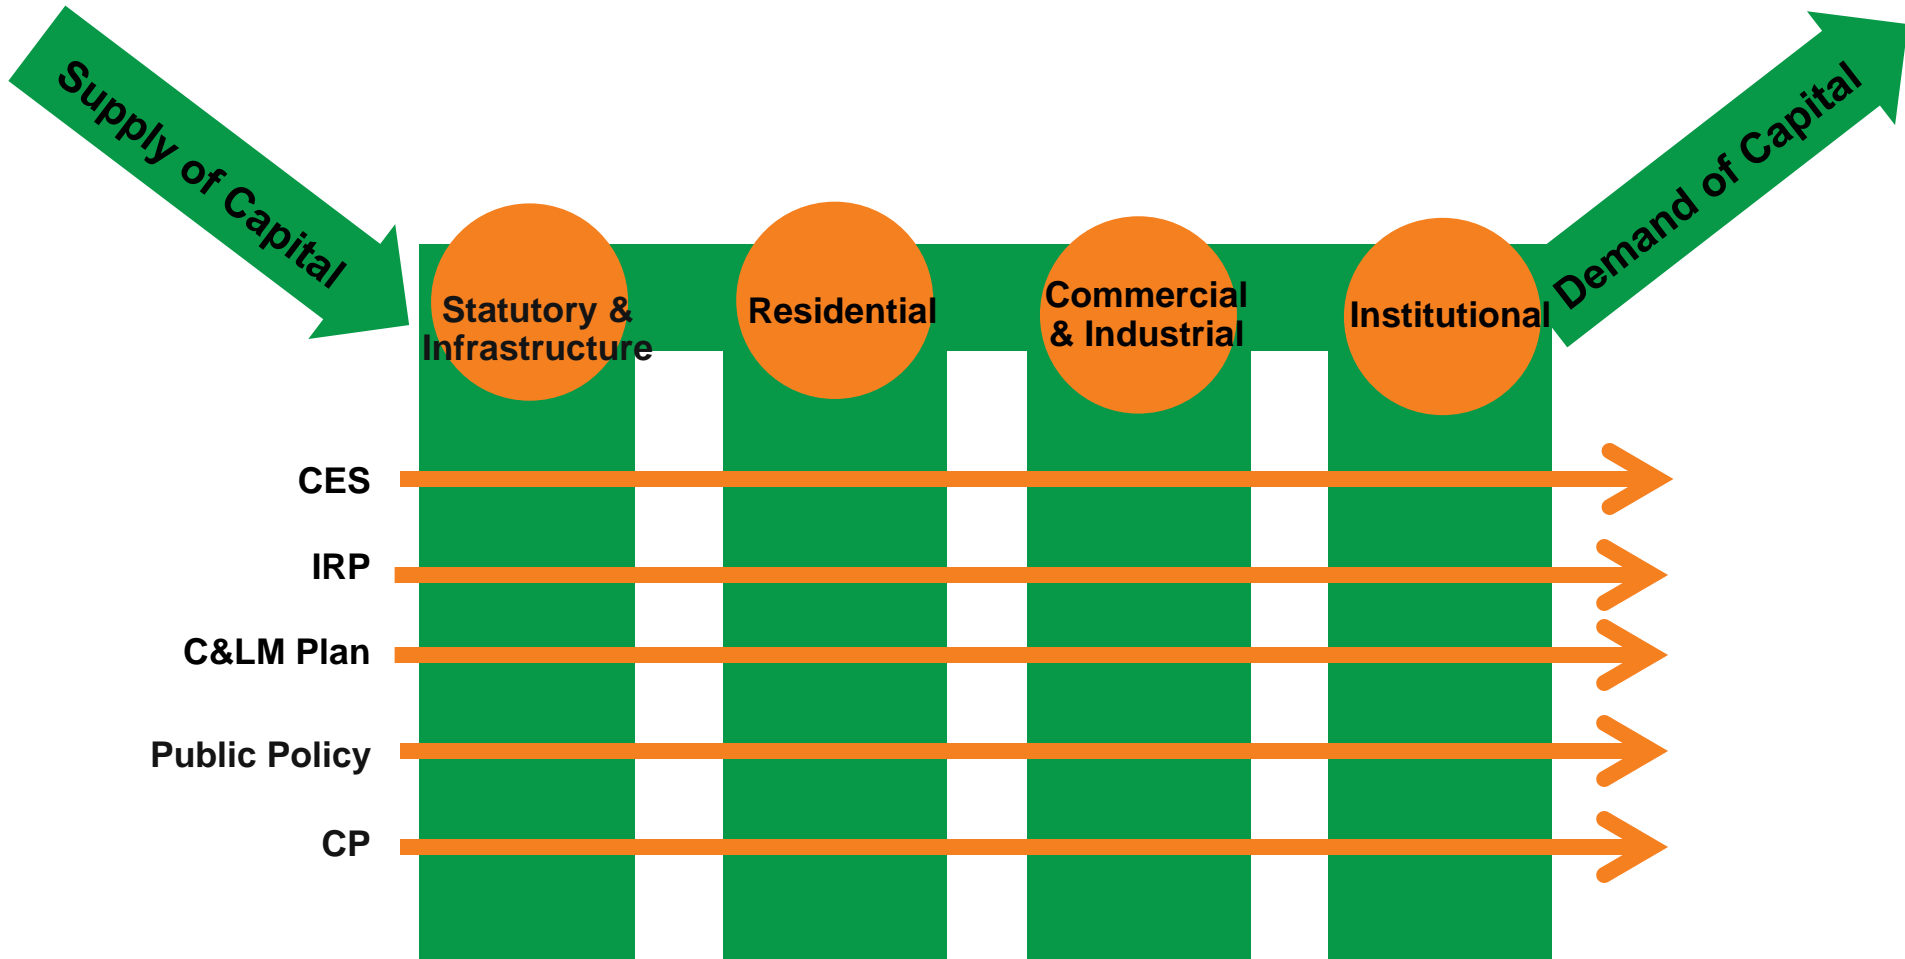 Supply of Capital
Demand of Capital
Statutory &
Infrastructure
Residential
Commercial
& Industrial
Institutional
CES
IRP
C&LM Plan
Public Policy
CP